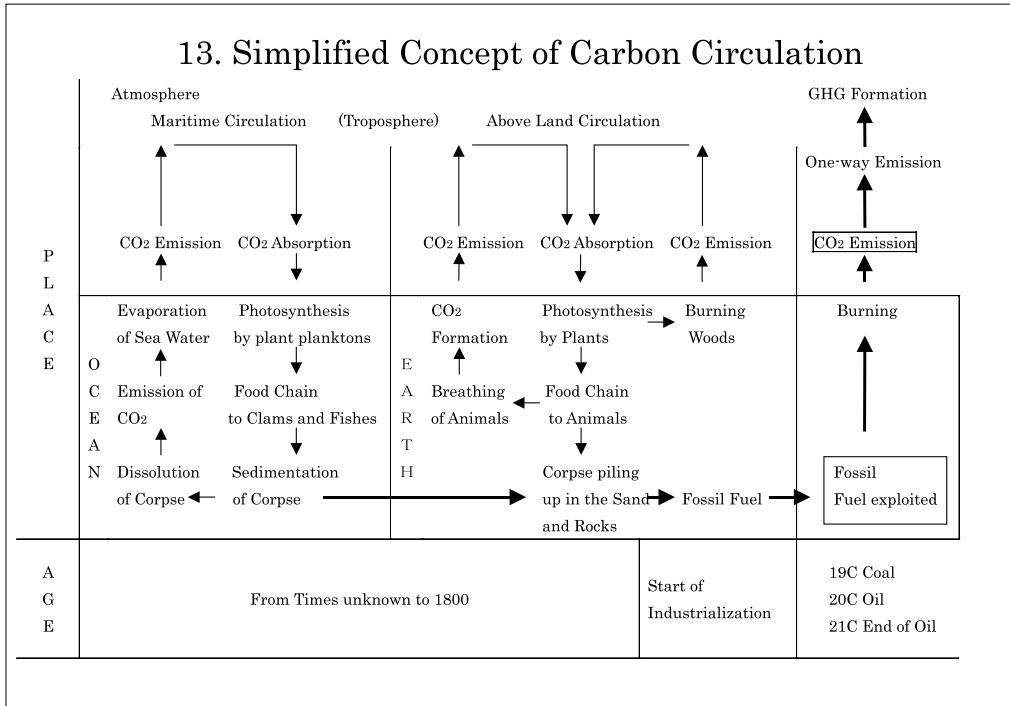 13. Simplified Concept of Carbon Circulation
Atmosphere
Maritime Circulation (Troposphere) Above Land Circulation
GHG Formation
One-way Emission
CO2 Emission CO2 Absorption CO2 Emission CO2 Absorption CO2 Emission CO2 Emission
P
L
A
C
E
O
C
E
A
N
Evaporation
of Sea Water
Photosynthesis
by plant planktons
Emission of
CO2
Food Chain
to Clams and Fishes
Dissolution
of Corpse
Sedimentation
of Corpse
E
A
R
T
H
CO2
Formation
Photosynthesis
by Plants
Burning
Woods
Breathing
of Animals
Food Chain
to Animals
Corpse piling
up in the Sand
and Rocks
Fossil Fuel
Burning
Fossil
Fuel exploited
A
G
E
From Times unknown to 1800
Start of
Industrialization
19C Coal
20C Oil
21C End of Oil